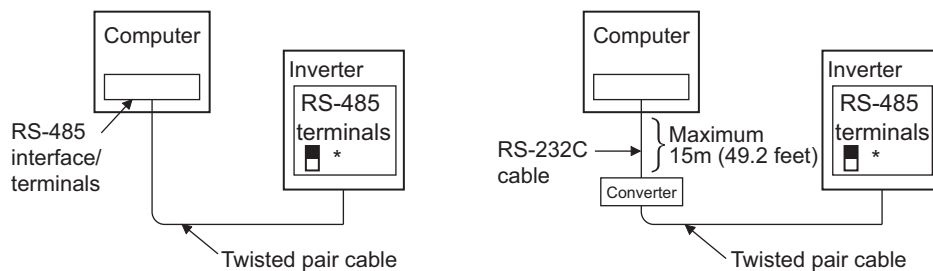 Computer
Inverter
RS-485
terminals
*
RS-485
interface/
terminals
Twisted pair cable
Computer
Inverter
RS-485
terminals
*
RS-232C
cable
Maximum
15m (49.2 feet)
Converter
Twisted pair cable